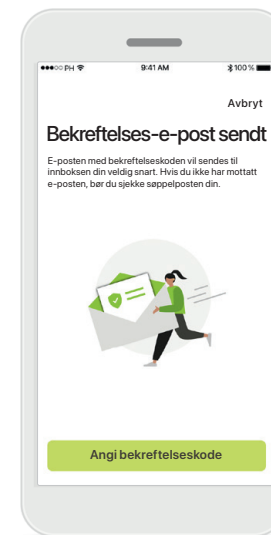 ●●●○○ PH 9:41 AM 100%
Avbryt
Bekreftelses-e-post sendt
E-posten med bekreftelseskoden vil sendes til
innboksen din veldig snart. Hvis du ikke har mottatt
e-posten, bør du sjekke søppelposten din.
Angi bekreftelseskode